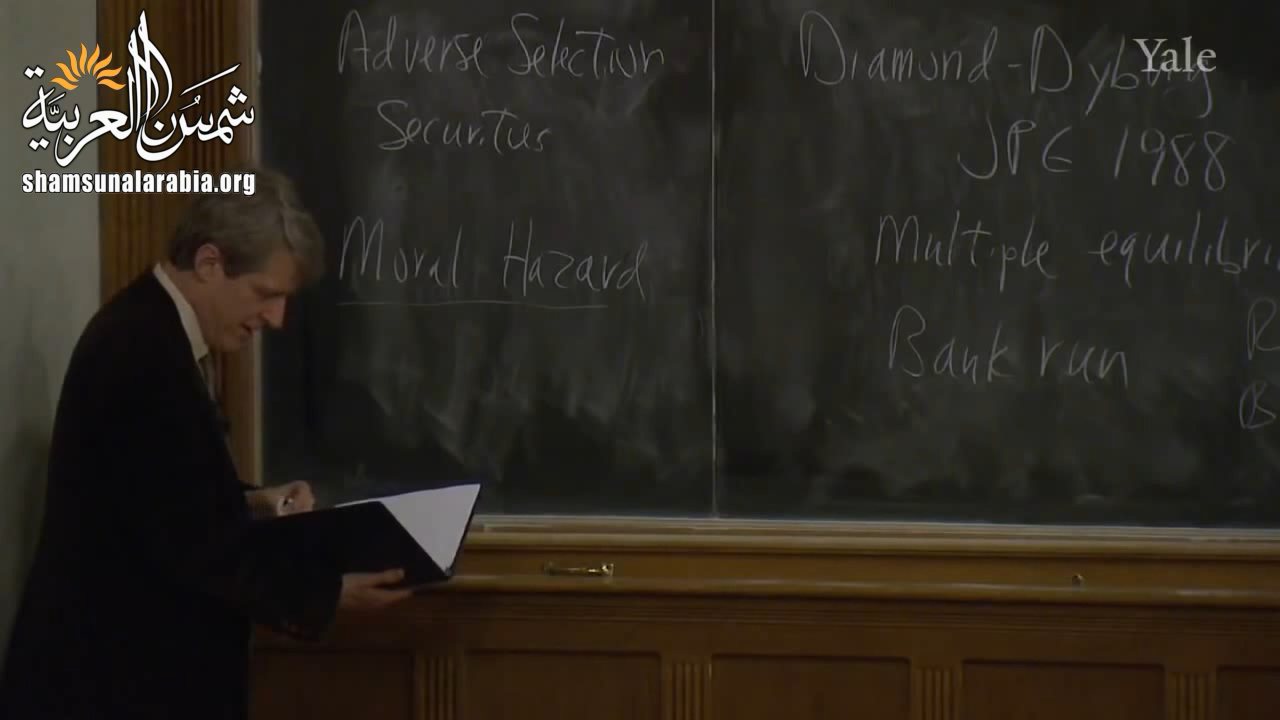 شمس العربية
shamsunalarabia.org
Yale
Adverse Selection
Securities
Moral Hazard
Diamond-Dybvig
JPE 1988
Multiple equilibri
Bank run
R
B